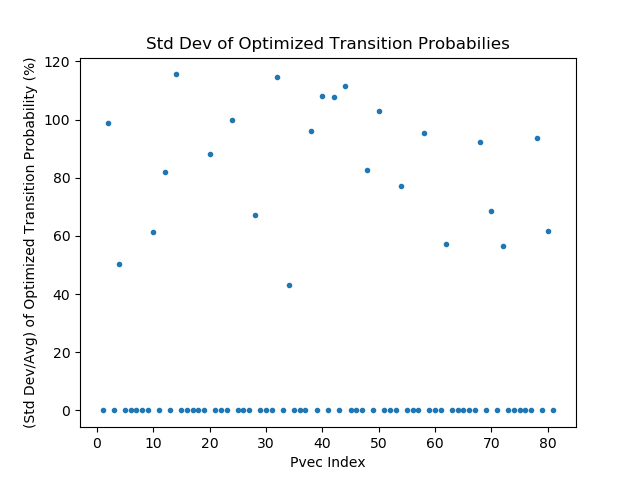 Std Dev of Optimized Transition Probabilies
(Std Dev/Avg) of Optimized Transition Probability (%)
120
100
80
60
40
20
0
0 10 20 30 40 50 60 70 80
Pvec Index